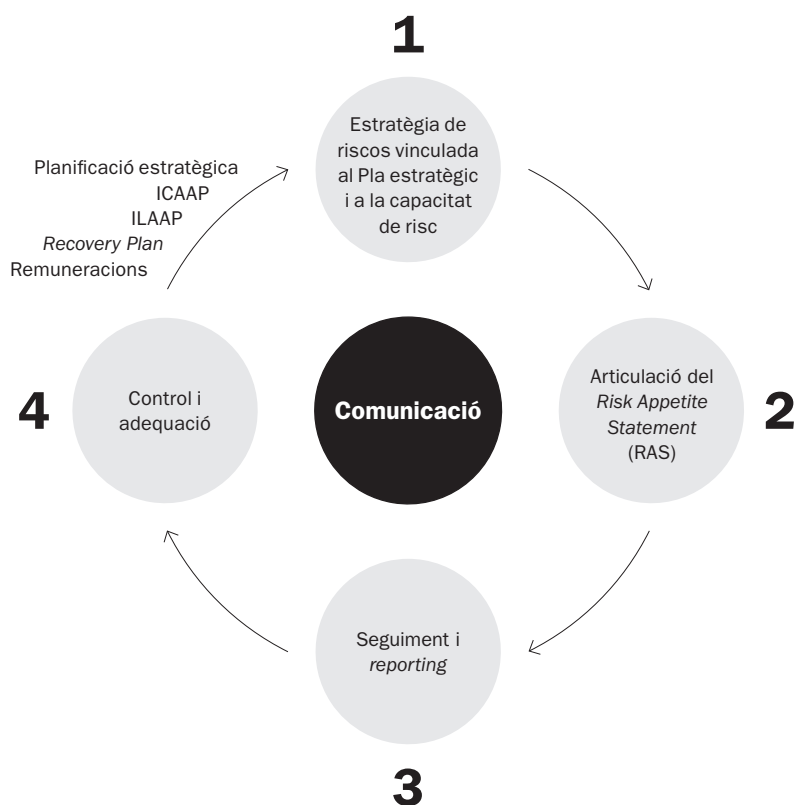 1
Estratègia de
riscos vinculada
al Pla estratègic
i a la capacitat
de risc
Planificació estratègica
ICAAP
ILAAP
Recovery Plan
Remuneracions
4
Control i
adequació
Comunicació
Articulació del
Risk Appetite
Statement
(RAS)
2
Seguiment i
reporting
3